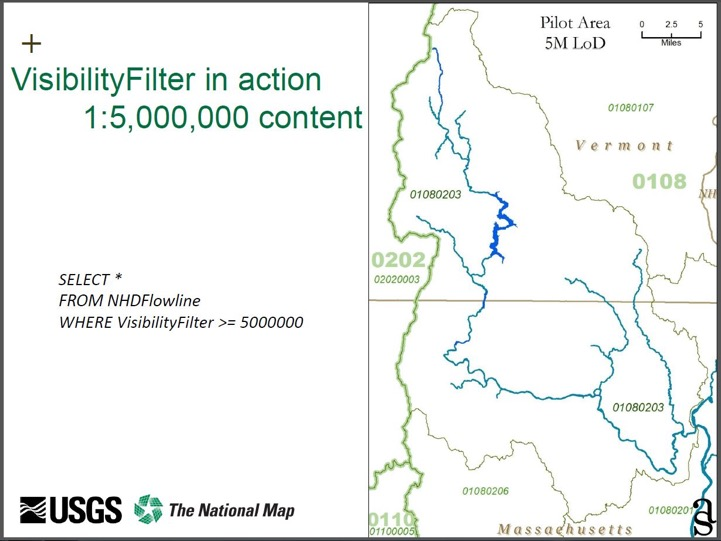 +
VisibilityFilter in action
1:5,000,000 content
SELECT *
FROM NHDFlowline
WHERE VisibilityFilter >= 5000000
USGS
The National Map
Pilot Area
5M LoD
0 2.5 5
Miles
01080107
Vermont
0108
NH
01080203
0202
02020003
01080203
01080206
01080201
0110
01100005
Massachusetts